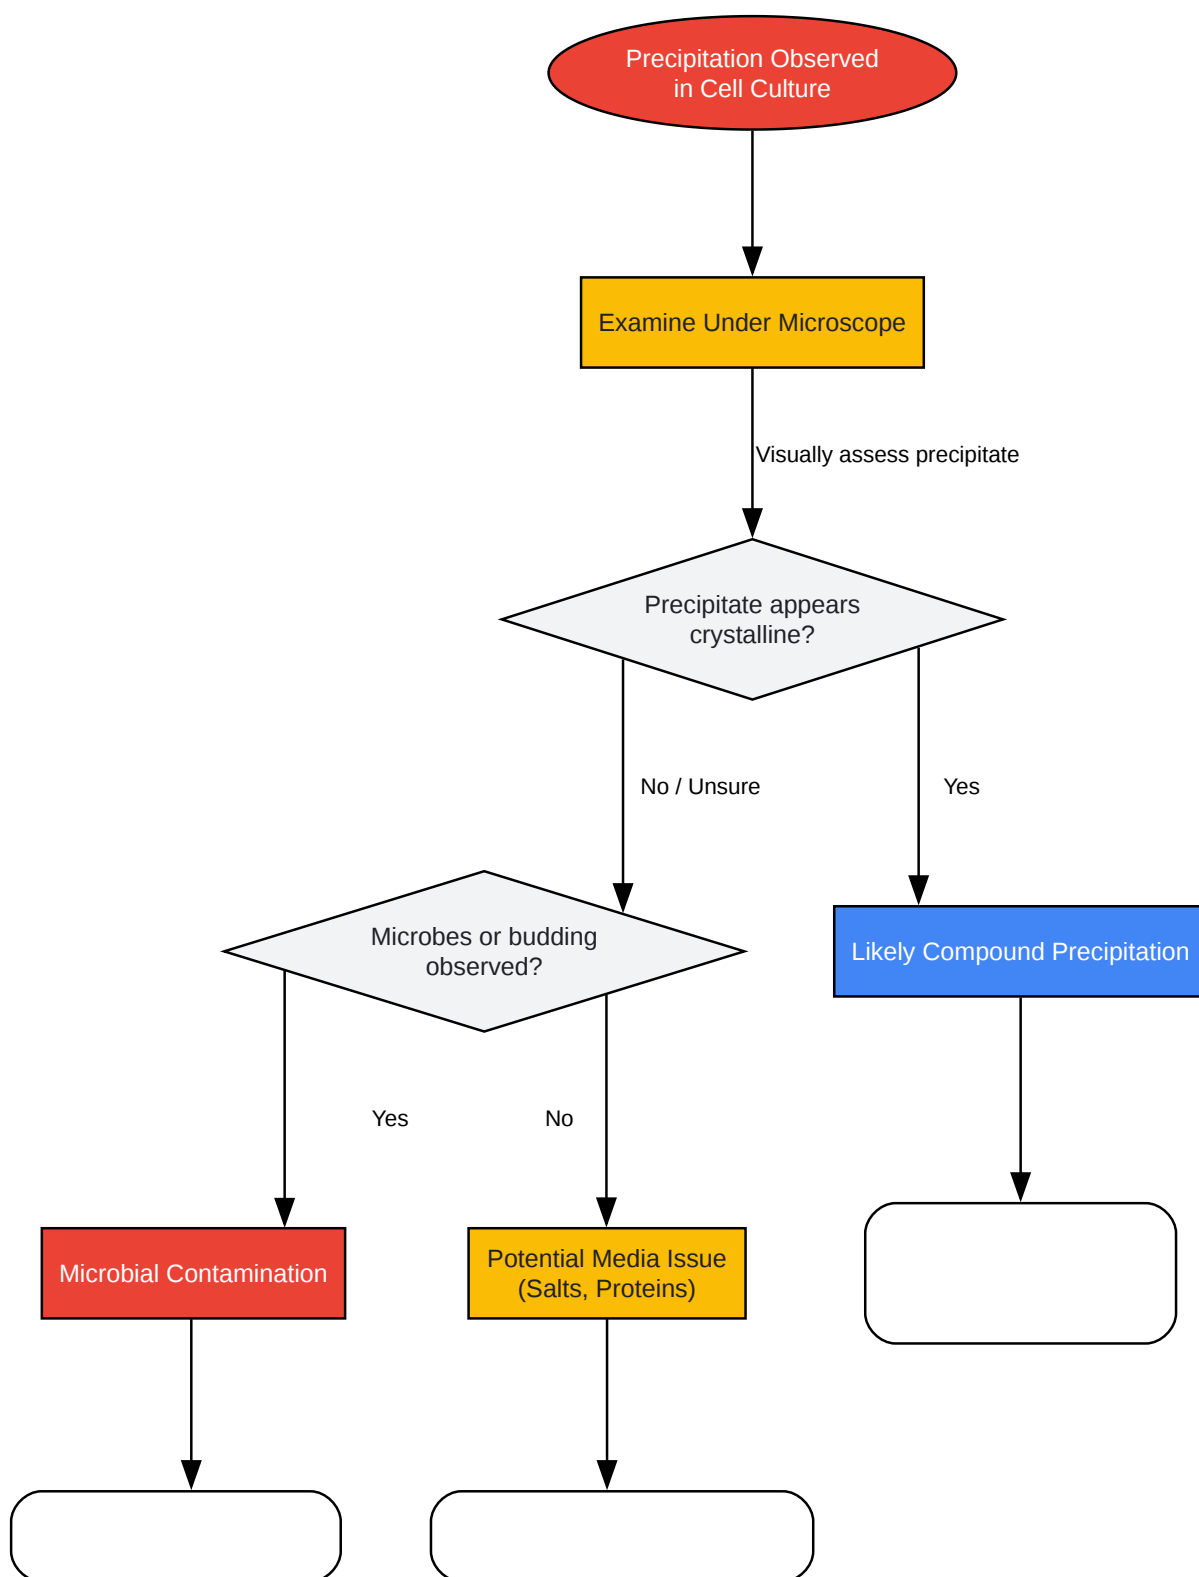 Precipitation Observed
in Cell Culture
Examine Under Microscope
Visually assess precipitate
Precipitate appears
crystalline?
No / Unsure
Yes
Microbes or budding
observed?
Likely Compound Precipitation
Yes
No
Microbial Contamination
Potential Media Issue
(Salts, Proteins)